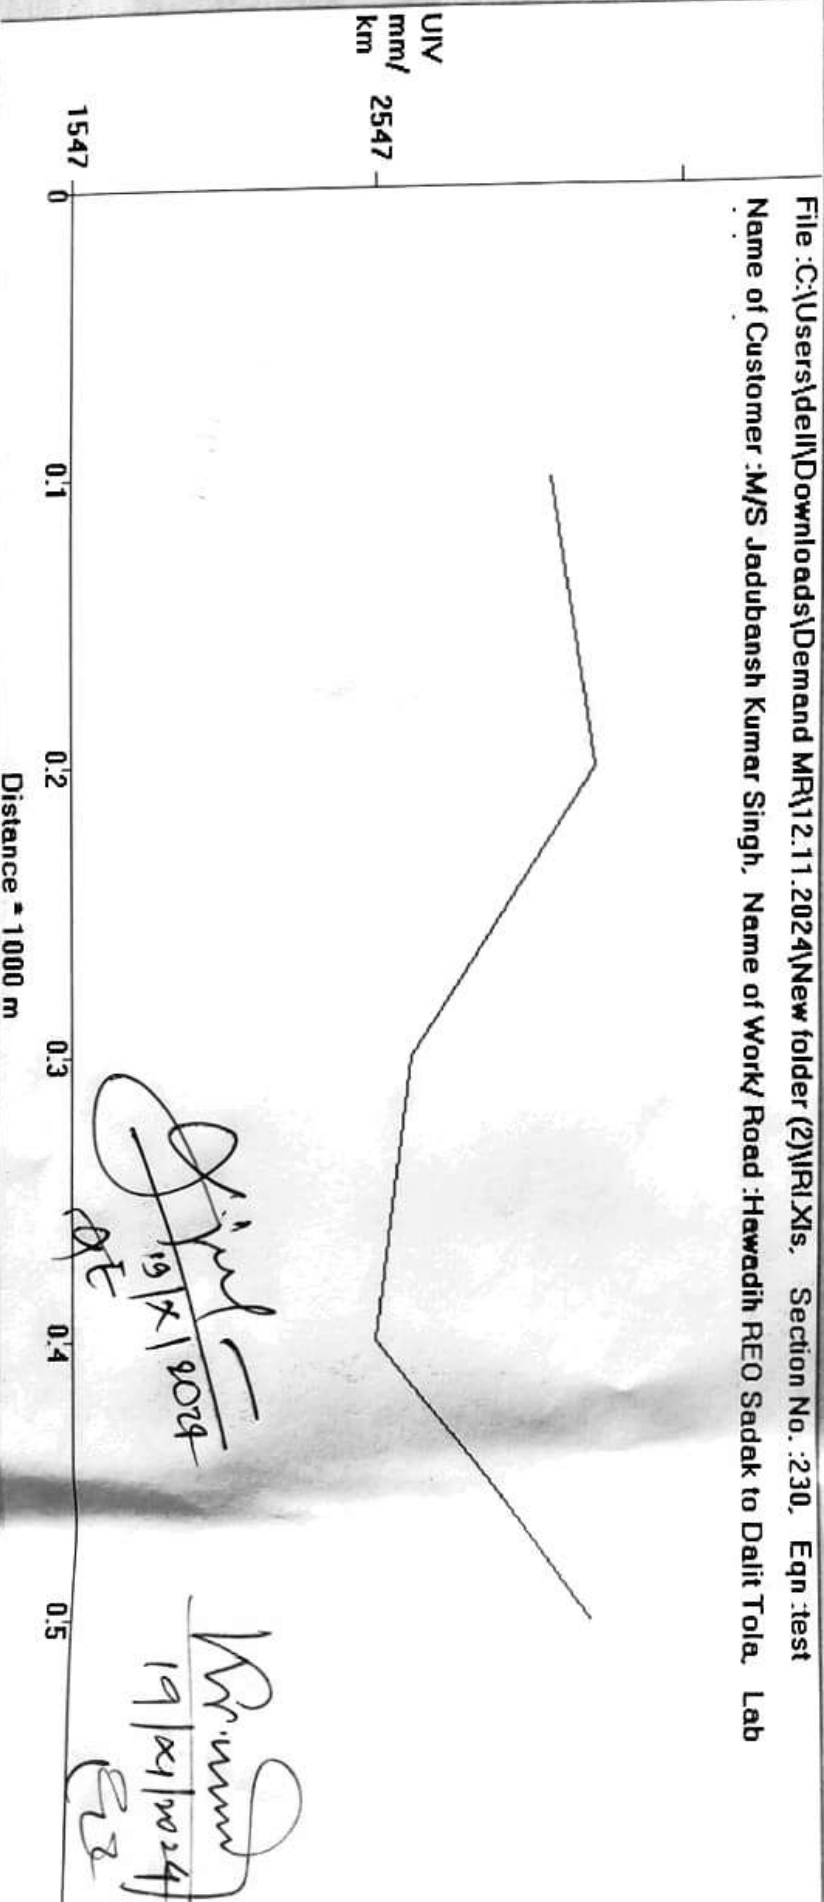 File :C:\Users\dell\Downloads\Demand MR\12.11.2024\New folder (2)\IRI.Xls,   Section No. :230,   Eqn :test
Name of Customer :M/S Jadubansh Kumar Singh,  Name of Work/ Road :Hawadih REO Sadak to Dalit Tola,  Lab
UIV
mm/
km
2547
1547
0
0.1
0.2
0.3
0.4
0.5
Distance * 1000 m
19/X/2024
19/XI/2024